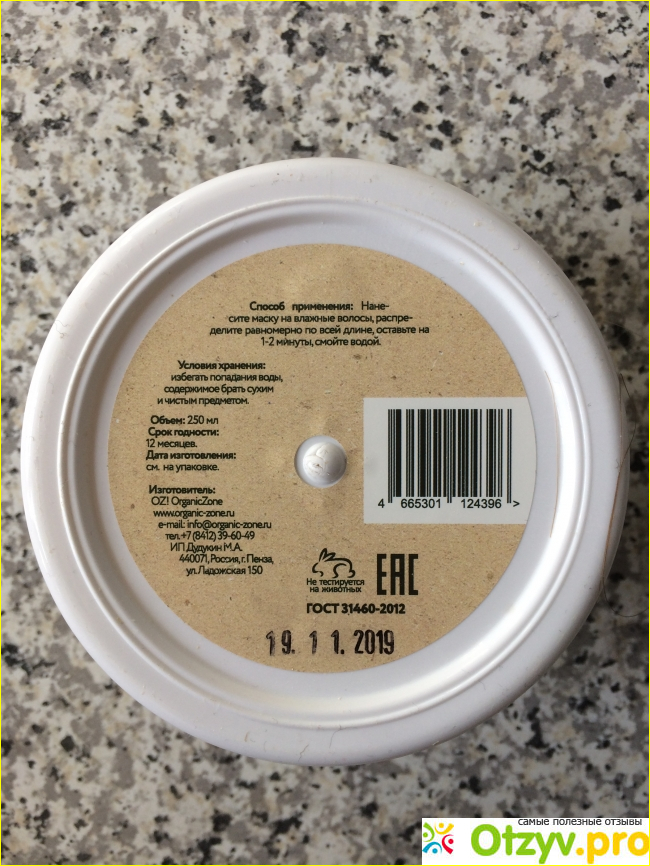 Способ применения: Нане-
сите маску на влажные волосы, распре-
делите равномерно по всей длине, оставьте на
1-2 минуты, смойте водой.
Условия хранения:
избегать попадания воды,
содержимое брать сухим
и чистым предметом.
Объем: 250 мл
Срок годности:
12 месяцев.
Дата изготовления:
см. на упаковке.
Изготовитель:
OZ! OrganicZone
www.organic-zone.ru
e-mail: info@organic-zone.ru
тел.+7 (8412) 39-60-49
ИП Дудукин М.А.
440071, Россия, г. Пенза,
ул. Ладожская 150
4 665301 124396 >
Не тестируется
на животных
EAC
ГОСТ 31460-2012
19. 1 1. 2019
самые полезные отзывы
Otzyv.pro